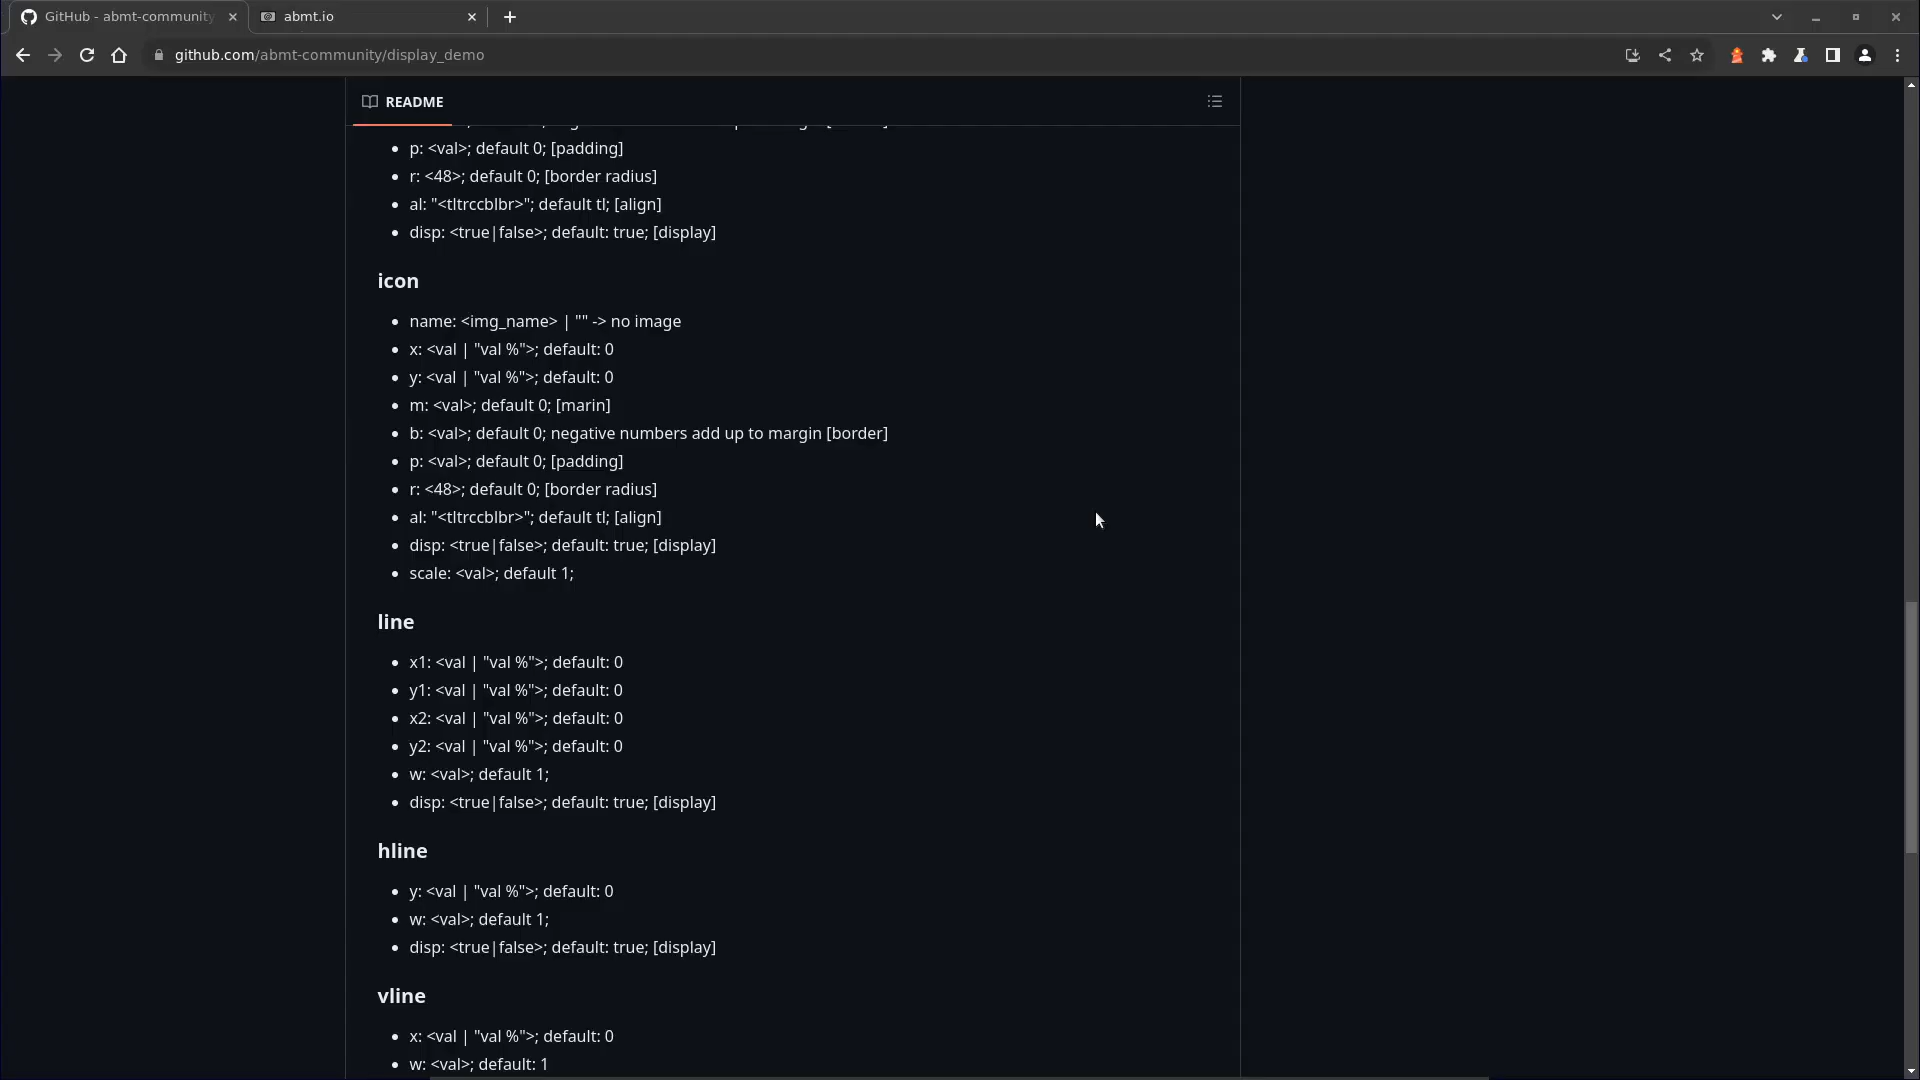 GitHub - abmt-community
abmt.io
github.com/abmt-community/display_demo
README
p: <val>; default 0; [padding]
r: <48>; default 0; [border radius]
al: "<tltrccblbr>"; default tl; [align]
disp: <true|false>; default: true; [display]
icon
name: <img_name> | "" -> no image
x: <val | "val %">; default: 0
y: <val | "val %">; default: 0
m: <val>; default 0; [marin]
b: <val>; default 0; negative numbers add up to margin [border]
p: <val>; default 0; [padding]
r: <48>; default 0; [border radius]
al: "<tltrccblbr>"; default tl; [align]
disp: <true|false>; default: true; [display]
scale: <val>; default 1;
line
x1: <val | "val %">; default: 0
y1: <val | "val %">; default: 0
x2: <val | "val %">; default: 0
y2: <val | "val %">; default: 0
w: <val>; default 1;
disp: <true|false>; default: true; [display]
hline
y: <val | "val %">; default: 0
w: <val>; default 1;
disp: <true|false>; default: true; [display]
vline
x: <val | "val %">; default: 0
w: <val>; default: 1